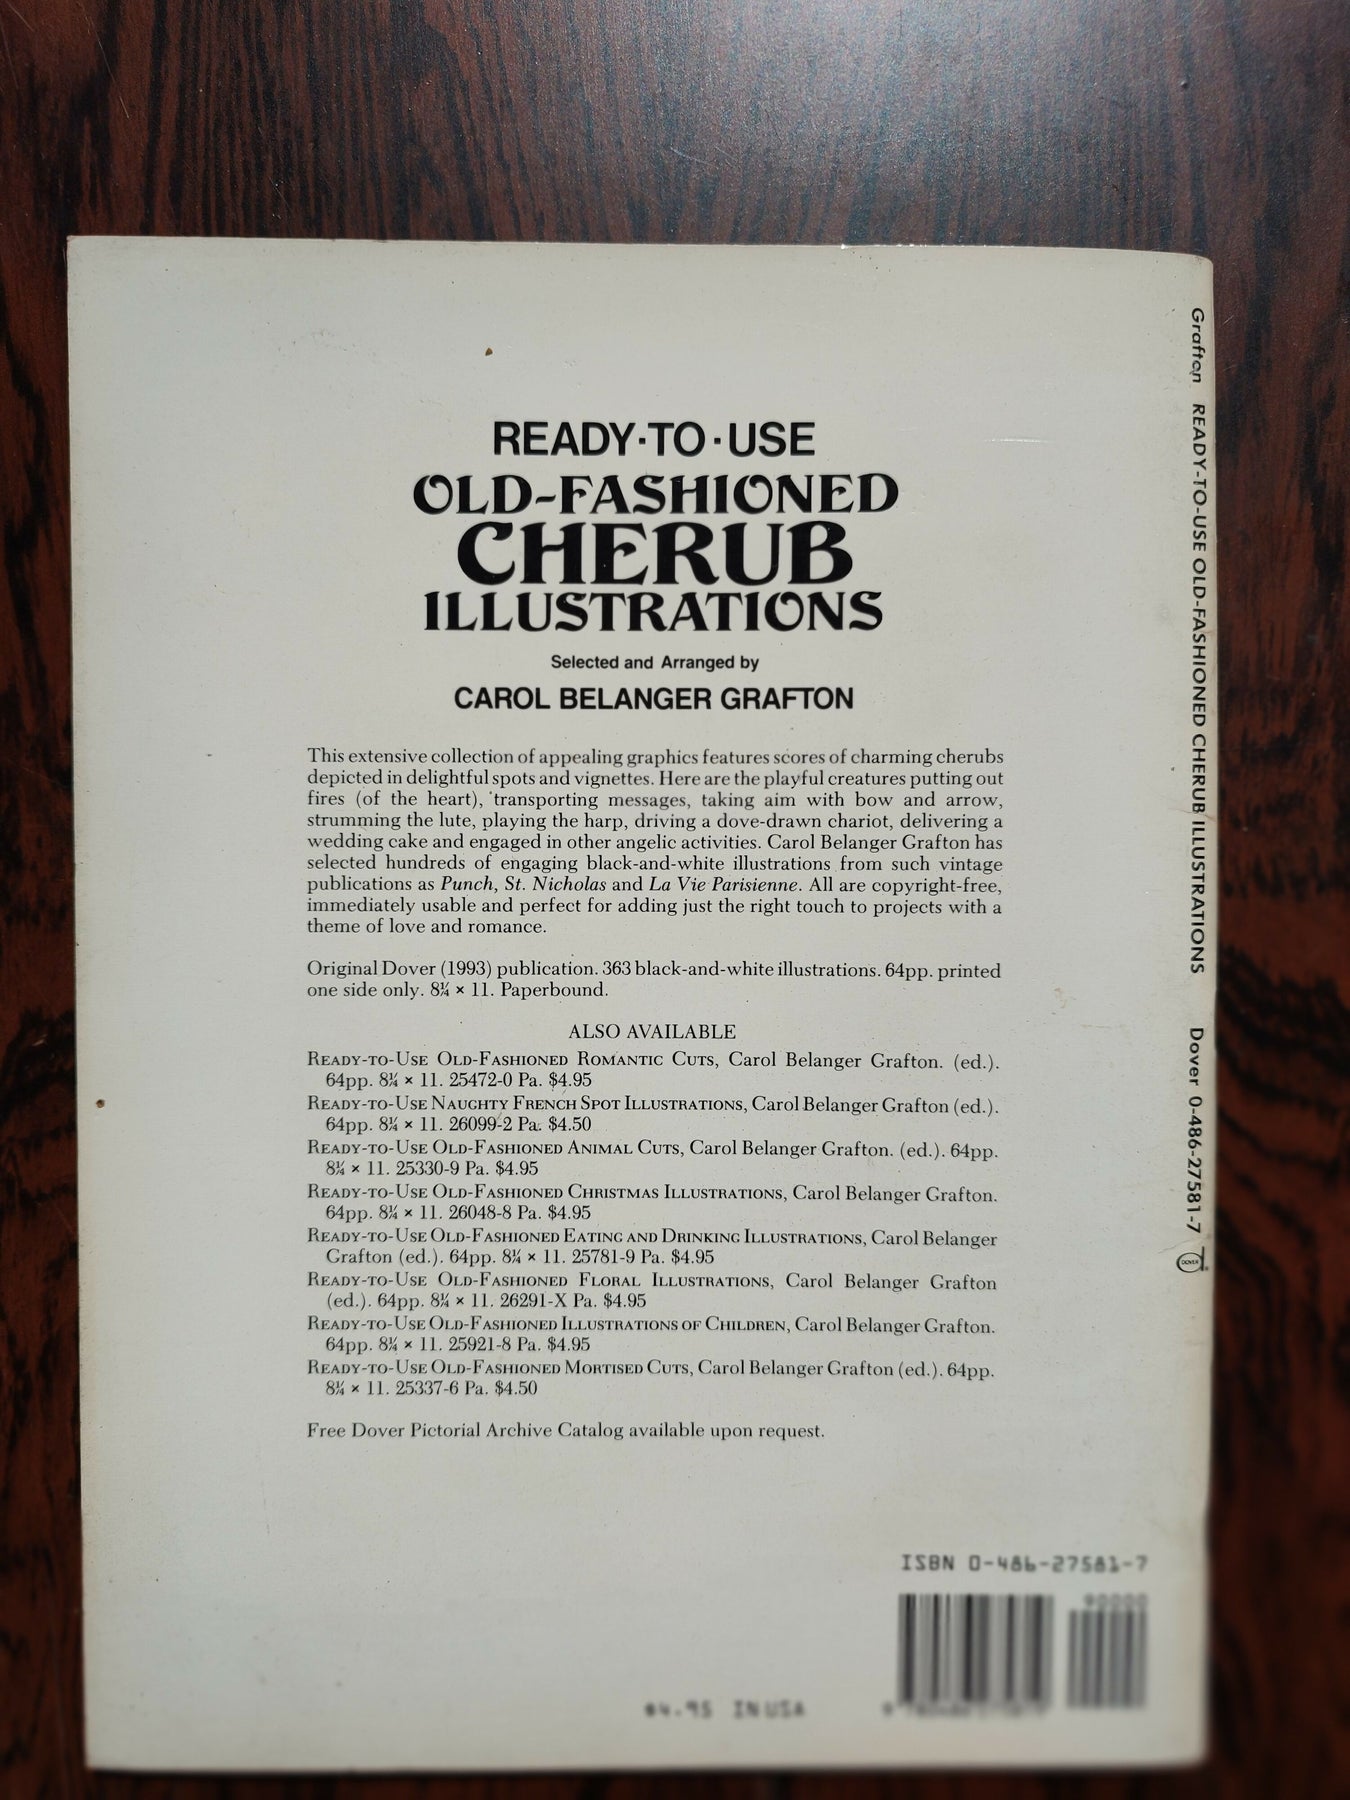 READY·TO·USE
OLD-FASHIONED
CHERUB
ILLUSTRATIONS
Selected and Arranged by
CAROL BELANGER GRAFTON
This extensive collection of appealing graphics features scores of charming cherubs
depicted in delightful spots and vignettes. Here are the playful creatures putting out
fires (of the heart), transporting messages, taking aim with bow and arrow,
strumming the lute, playing the harp, driving a dove-drawn chariot, delivering a
wedding cake and engaged in other angelic activities. Carol Belanger Grafton has
selected hundreds of engaging black-and-white illustrations from such vintage
publications as Punch, St. Nicholas and La Vie Parisienne. All are copyright-free,
immediately usable and perfect for adding just the right touch to projects with a
theme of love and romance.
Original Dover (1993) publication. 363 black-and-white illustrations. 64pp. printed
one side only. 8¼ × 11. Paperbound.
ALSO AVAILABLE
READY-TO-USE OLD-FASHIONED ROMANTIC CUTS, Carol Belanger Grafton. (ed.).
64pp. 8¼ × 11. 25472-0 Pa. $4.95
READY-TO-USE NAUGHTY FRENCH SPOT ILLUSTRATIONS, Carol Belanger Grafton (ed.).
64pp. 8¼ × 11. 26099-2 Pa. $4.50
READY-TO-USE OLD-FASHIONED ANIMAL CUTS, Carol Belanger Grafton. (ed.). 64pp.
8¼ × 11. 25330-9 Pa. $4.95
READY-TO-USE OLD-FASHIONED CHRISTMAS ILLUSTRATIONS, Carol Belanger Grafton.
64pp. 8¼ × 11. 26048-8 Pa. $4.95
READY-TO-USE OLD-FASHIONED EATING AND DRINKING ILLUSTRATIONS, Carol Belanger
Grafton (ed.). 64pp. 8¼ × 11. 25781-9 Pa. $4.95
READY-TO-USE OLD-FASHIONED FLORAL ILLUSTRATIONS, Carol Belanger Grafton
(ed.). 64pp. 8¼ × 11. 26291-X Pa. $4.95
READY-TO-USE OLD-FASHIONED ILLUSTRATIONS OF CHILDREN, Carol Belanger Grafton.
64pp. 8¼ × 11. 25921-8 Pa. $4.95
READY-TO-USE OLD-FASHIONED MORTISED CUTS, Carol Belanger Grafton (ed.). 64pp.
8¼ × 11. 25337-6 Pa. $4.50
Free Dover Pictorial Archive Catalog available upon request.
ISBN 0-486-27581-7
90000
$4.95 IN USA
Grafton READY-TO-USE OLD-FASHIONED CHERUB ILLUSTRATIONS Dover 0-486-27581-7
DOVER